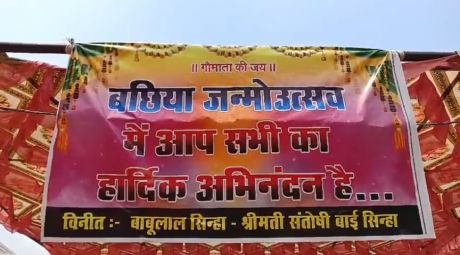 ॥ गौमाता की जय ॥
बछिया जन्मोउत्सव
में आप सभी का
हार्दिक अभिनंदन है...
विनीत :- बाबूलाल सिन्हा - श्रीमती संतोषी बाई सिन्हा